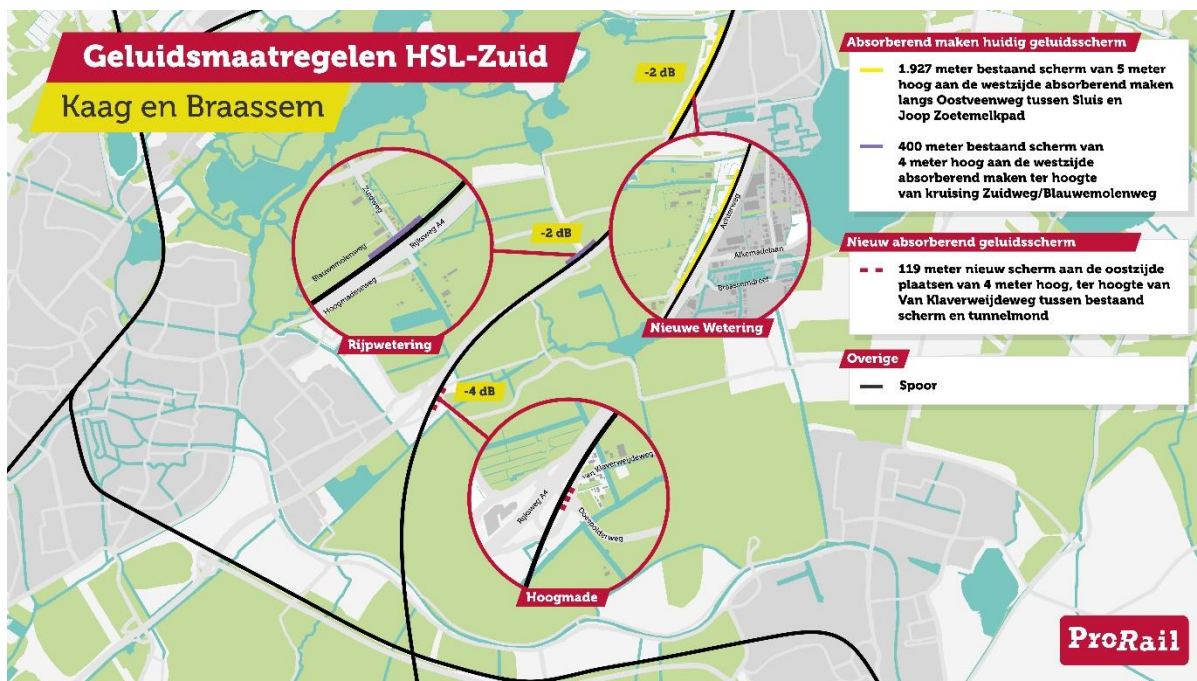 Geluidsmaatregelen HSL-Zuid
Kaag en Braassem
-2 dB
-2 dB
-4 dB
Zuidweg
Blauwemolenweg
Rijksweg A4
Hoogmadeseweg
Rijpwetering
Achterweg
Alkemadelaan
Braassemdreef
Nieuwe Wetering
van Klaverweijdeweg
Rijksweg A4
Doespolderweg
Hoogmade
Absorberend maken huidig geluidsscherm
1.927 meter bestaand scherm van 5 meter
hoog aan de westzijde absorberend maken
langs Oostveenweg tussen Sluis en
Joop Zoetemelkpad
400 meter bestaand scherm van
4 meter hoog aan de westzijde
absorberend maken ter hoogte
van kruising Zuidweg/Blauwemolenweg
Nieuw absorberend geluidsscherm
119 meter nieuw scherm aan de oostzijde
plaatsen van 4 meter hoog, ter hoogte van
Van Klaverweijdeweg tussen bestaand
scherm en tunnelmond
Overige
Spoor
ProRail